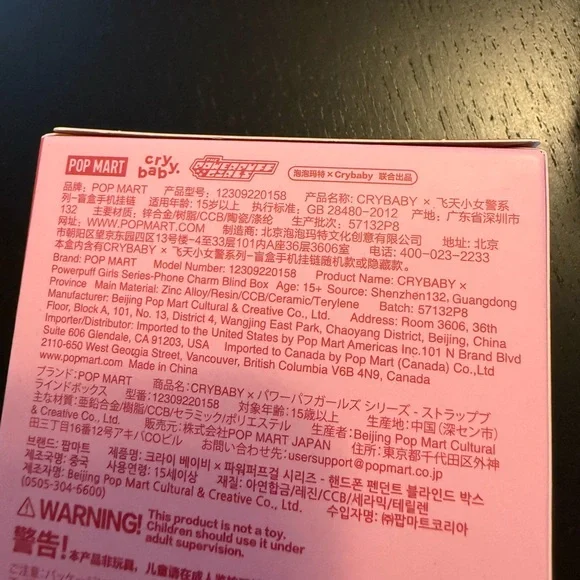 POP MART cry baby. THE POWERPUFF GIRLS 泡泡玛特×Crybaby 联合出品
品牌：POP MART 产品型号：12309220158 产品名称：CRYBABY × 飞天小女警系
列-盲盒手机挂链 适用年龄：15岁以上 执行标准：GB 28480-2012 产地：广东省深圳市
132 主要材质：锌合金/树脂/CCB/陶瓷/涤纶 生产批次：57132P8
网址：WWW.POPMART.COM 制造商：北京泡泡玛特文化创意有限公司 地址：北京
市朝阳区望京东园四区13号楼-4至33层101内A座36层3606室 电话：400-023-2233
本盒内含有CRYBABY × 飞天小女警系列-盲盒手机挂链随机款或隐藏款。
Brand: POP MART Model Number: 12309220158 Product Name: CRYBABY ×
Powerpuff Girls Series-Phone Charm Blind Box Age: 15+ Source: Shenzhen132, Guangdong
Province Main Material: Zinc Alloy/Resin/CCB/Ceramic/Terylene Batch: 57132P8
Manufacturer: Beijing Pop Mart Cultural & Creative Co., Ltd. Address: Room 3606, 36th
Floor, Block A, 101, No. 13, District 4, Wangjing East Park, Chaoyang District, Beijing, China
Importer/Distributor: Imported to the United States by Pop Mart Americas Inc.101 N Brand Blvd
Suite 606 Glendale, CA 91203, USA Imported to Canada by Pop Mart (Canada) Co.,Ltd
2110-650 West Georgia Street, Vancouver, British Columbia V6B 4N9, Canada
www.popmart.com Made in China
ブランド：POP MART 商品名：CRYBABY × パワーパフガールズ シリーズ - ストラップブ
ラインドボックス 型番：12309220158 対象年齢：15歳以上 生産地：中国（深セン市）
主な材質：亜鉛合金/樹脂/CCB/セラミック/ポリエステル 生産者：Beijing Pop Mart Cultural
& Creative Co., Ltd. 販売元：株式会社POP MART JAPAN 住所：東京都千代田区外神
田三丁目16番12号アキバCOビル お問い合わせ先：usersupport@popmart.co.jp
브랜드: 팝마트 제품명: 크라이 베이비 × 파워퍼프걸 시리즈 - 핸드폰 펜던트 블라인드 박스
제조국명: 중국 사용연령: 15세이상 재질: 아연합금/레진/CCB/세라믹/테릴렌
제조자명: Beijing Pop Mart Cultural & Creative Co., Ltd. 수입자명: ㈜팝마트코리아
(0505-304-6600)
⚠WARNING! This product is not a toy.
Children should use it under
adult supervision.
警告! 本产品非玩具，儿童请在成人
ご注意：パッケージ